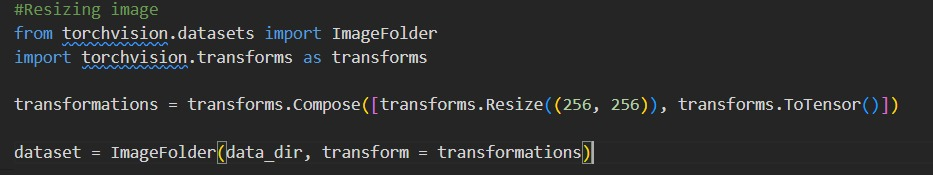 #Resizing image
from torchvision.datasets import ImageFolder
import torchvision.transforms as transforms
transformations = transforms.Compose([transforms.Resize((256, 256)), transforms.ToTensor()])
dataset = ImageFolder(data_dir, transform = transformations)